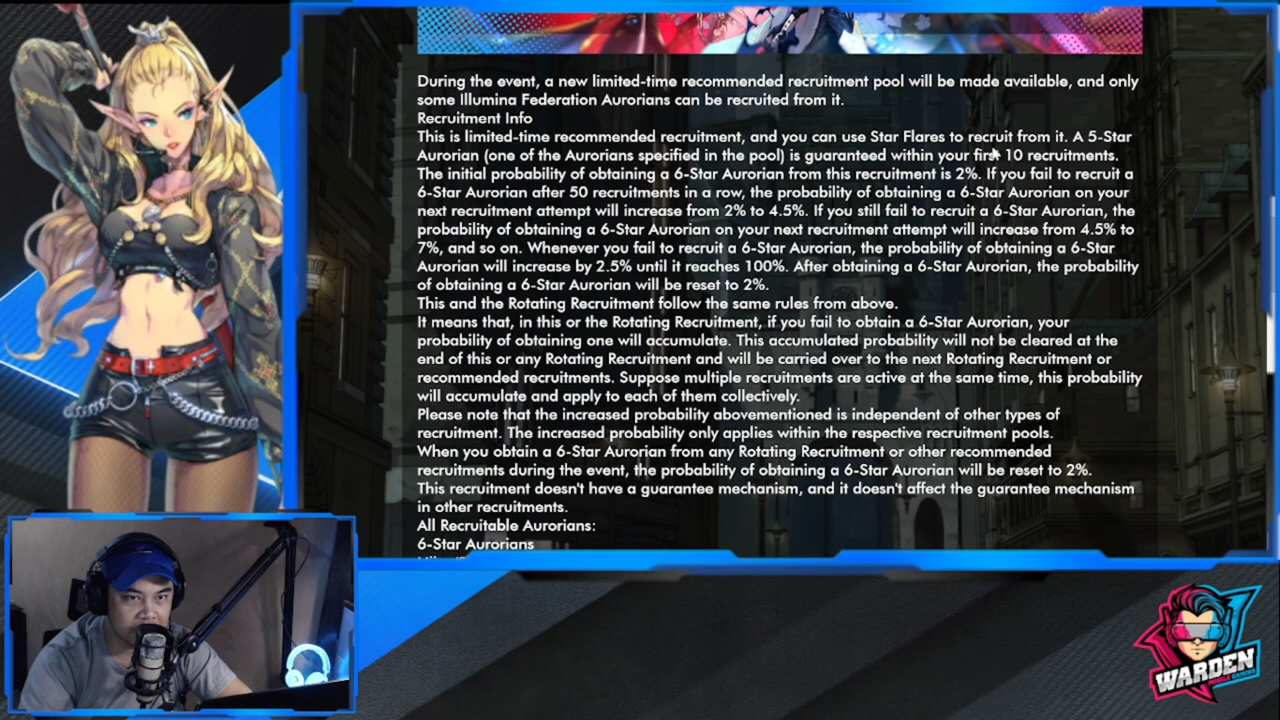 During the event, a new limited-time recommended recruitment pool will be made available, and only
some Illumina Federation Aurorians can be recruited from it.
Recruitment Info
This is limited-time recommended recruitment, and you can use Star Flares to recruit from it. A 5-Star
Aurorian (one of the Aurorians specified in the pool) is guaranteed within your first 10 recruitments.
The initial probability of obtaining a 6-Star Aurorian from this recruitment is 2%. If you fail to recruit a
6-Star Aurorian after 50 recruitments in a row, the probability of obtaining a 6-Star Aurorian on your
next recruitment attempt will increase from 2% to 4.5%. If you still fail to recruit a 6-Star Aurorian, the
probability of obtaining a 6-Star Aurorian on your next recruitment attempt will increase from 4.5% to
7%, and so on. Whenever you fail to recruit a 6-Star Aurorian, the probability of obtaining a 6-Star
Aurorian will increase by 2.5% until it reaches 100%. After obtaining a 6-Star Aurorian, the probability
of obtaining a 6-Star Aurorian will be reset to 2%.
This and the Rotating Recruitment follow the same rules from above.
It means that, in this or the Rotating Recruitment, if you fail to obtain a 6-Star Aurorian, your
probability of obtaining one will accumulate. This accumulated probability will not be cleared at the
end of this or any Rotating Recruitment and will be carried over to the next Rotating Recruitment or
recommended recruitments. Suppose multiple recruitments are active at the same time, this probability
will accumulate and apply to each of them collectively.
Please note that the increased probability abovementioned is independent of other types of
recruitment. The increased probability only applies within the respective recruitment pools.
When you obtain a 6-Star Aurorian from any Rotating Recruitment or other recommended
recruitments during the event, the probability of obtaining a 6-Star Aurorian will be reset to 2%.
This recruitment doesn't have a guarantee mechanism, and it doesn't affect the guarantee mechanism
in other recruitments.
All Recruitable Aurorians:
6-Star Aurorians
WARDEN
MOBILE GAMING